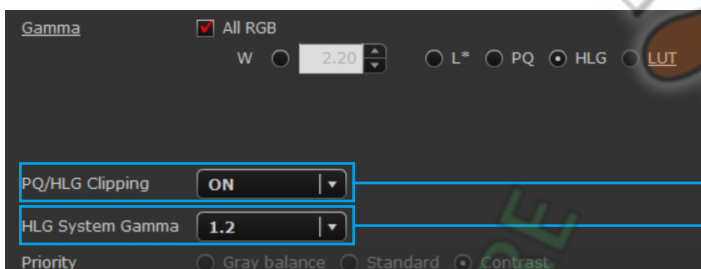 Gamma All RGB
W 2.20 L* PQ HLG LUT
PQ/HLG Clipping ON
HLG System Gamma 1.2
Priority Gray balance Standard Contrast